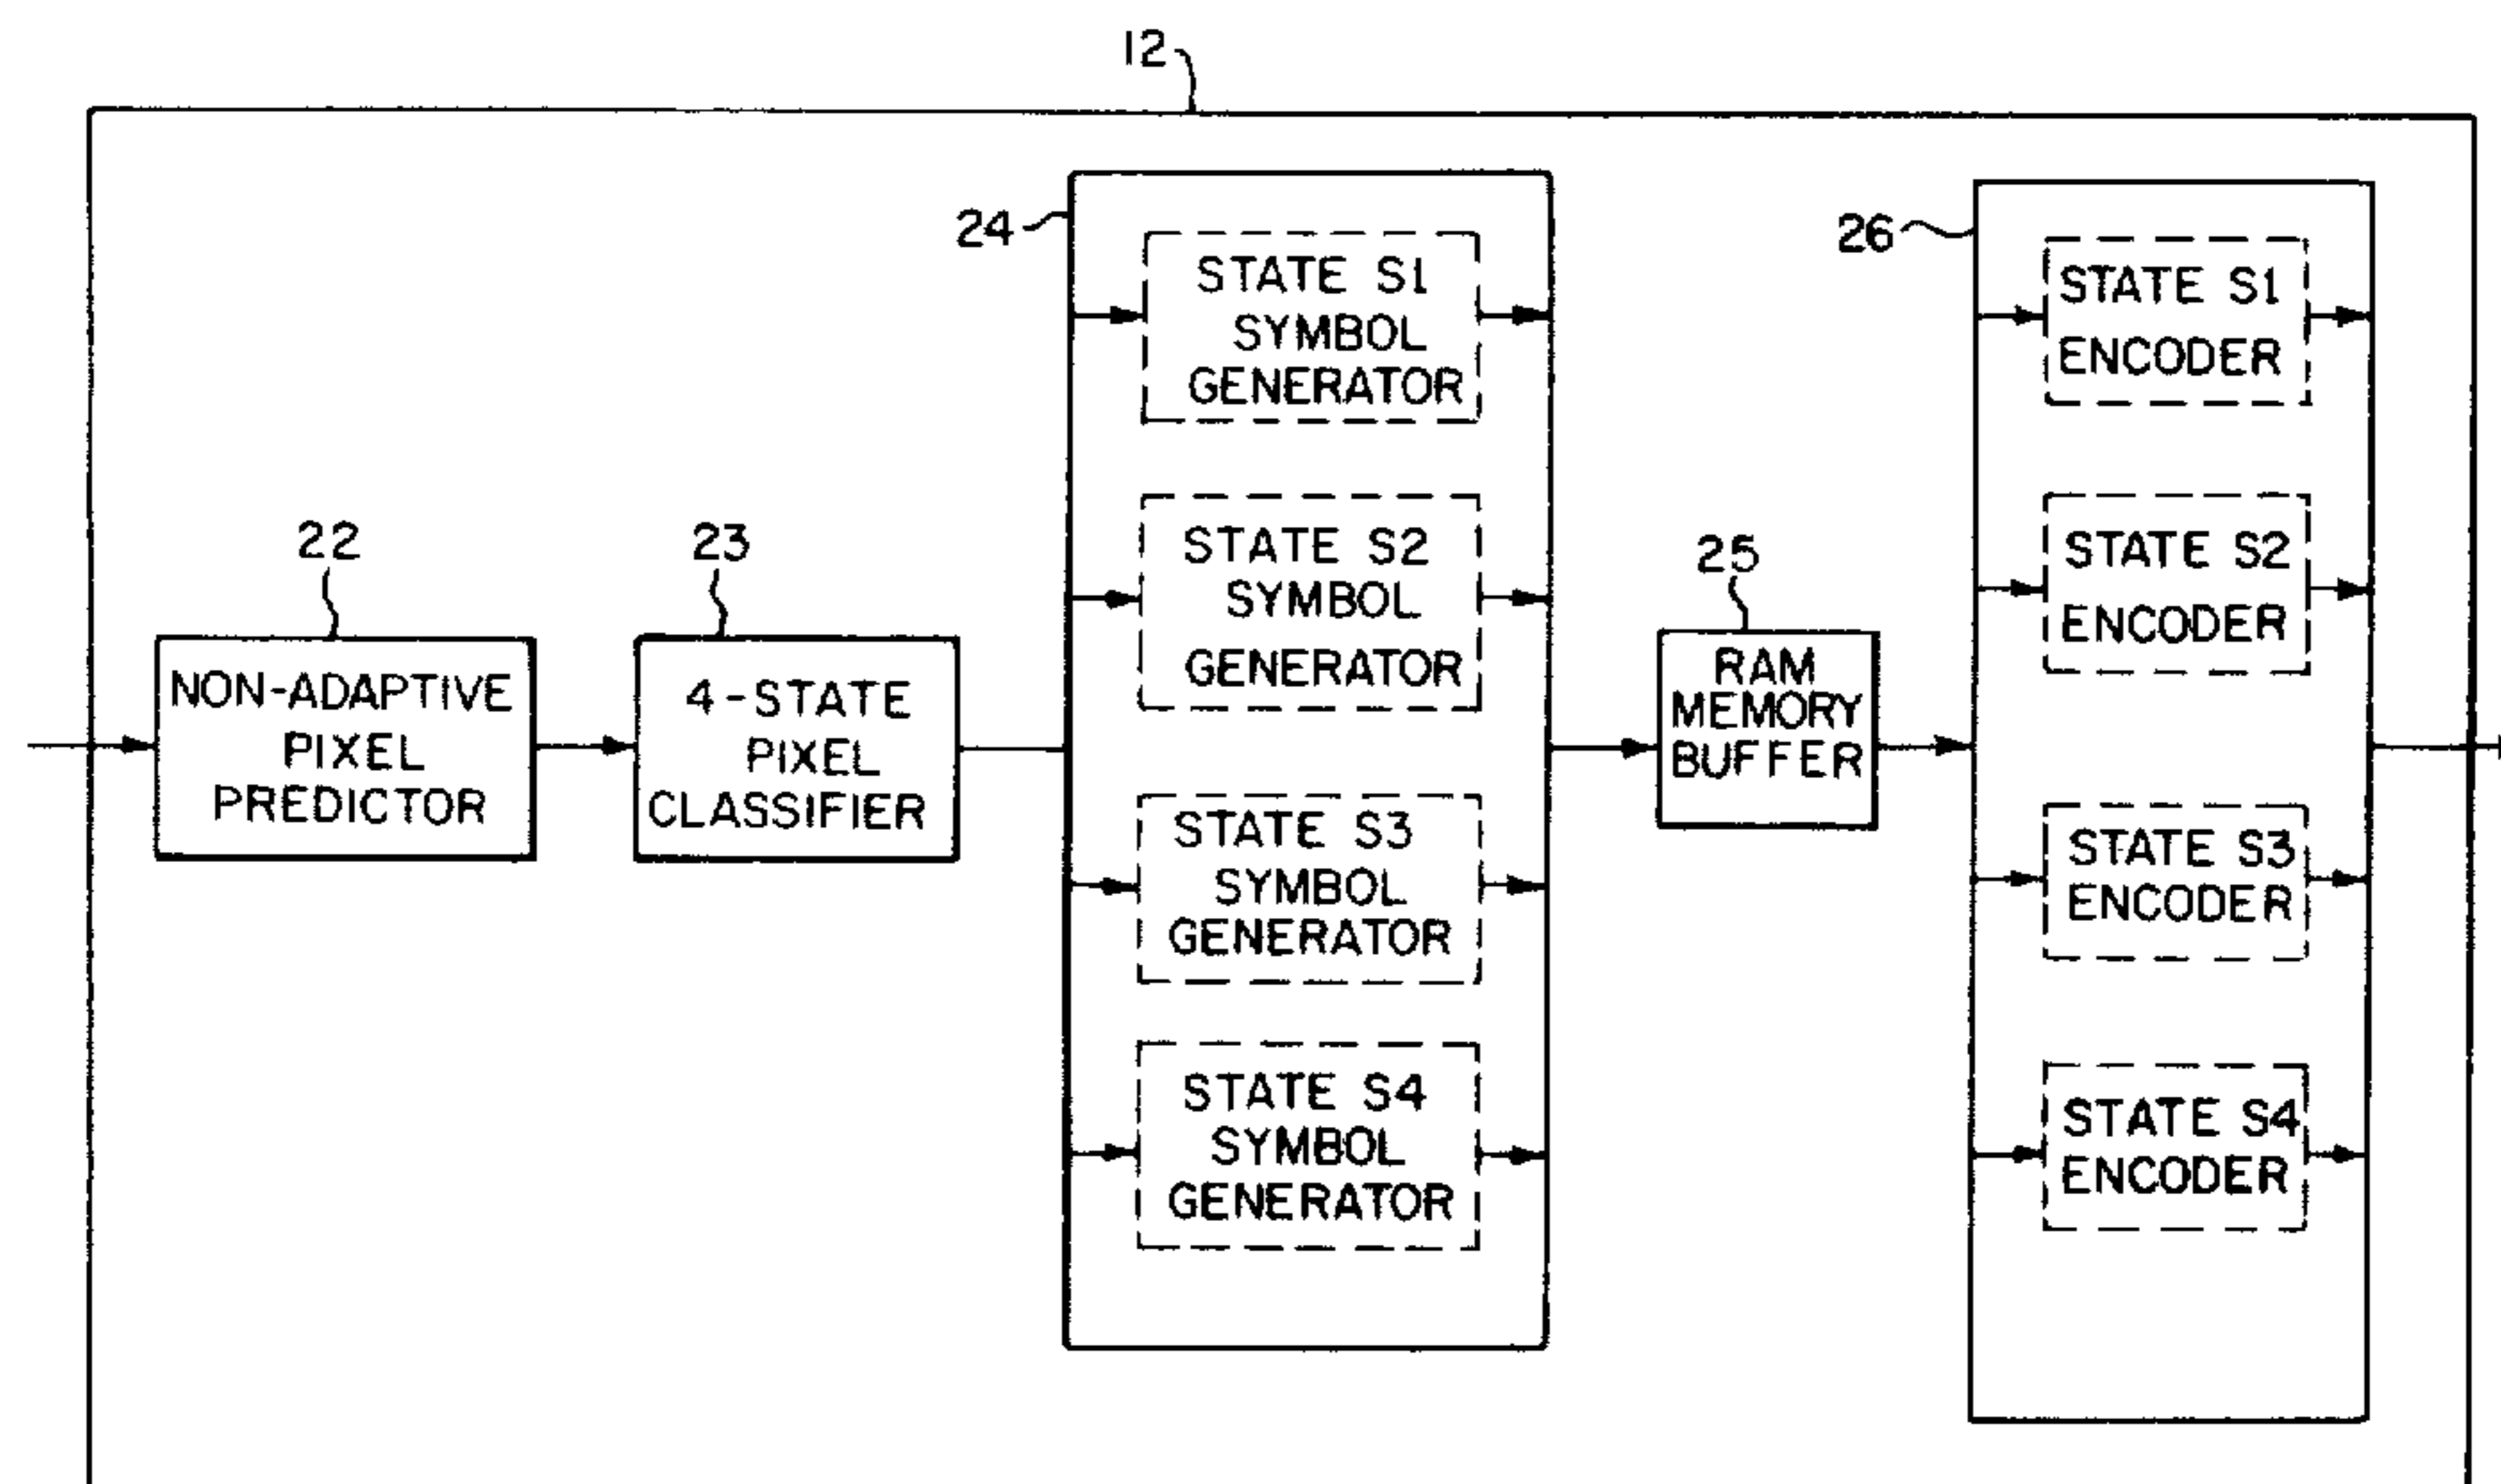 12
24
STATE S1
SYMBOL
GENERATOR
26
STATE S1
ENCODER
22
NON-ADAPTIVE
PIXEL
PREDICTOR
23
4-STATE
PIXEL
CLASSIFIER
STATE S2
SYMBOL
GENERATOR
25
RAM
MEMORY
BUFFER
STATE S2
ENCODER
STATE S3
SYMBOL
GENERATOR
STATE S3
ENCODER
STATE S4
SYMBOL
GENERATOR
STATE S4
ENCODER